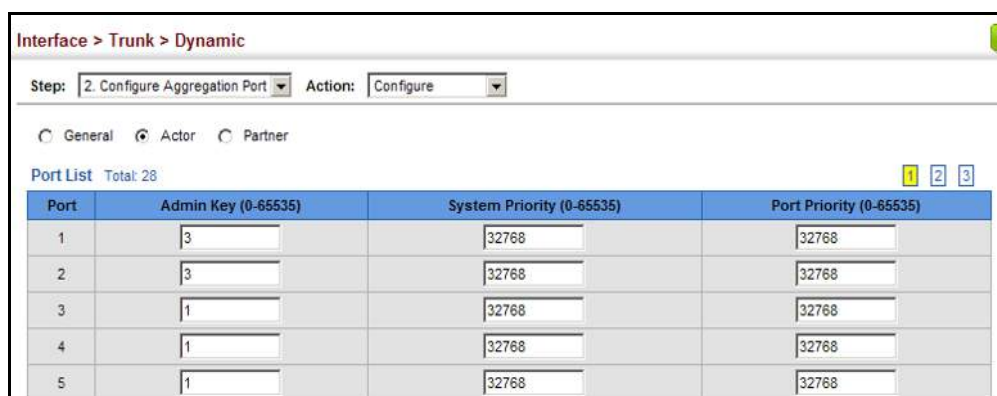 Interface > Trunk > Dynamic
Step: 2. Configure Aggregation Port Action: Configure
General Actor Partner
Port List Total: 28 1 2 3
Port Admin Key (0-65535) System Priority (0-65535) Port Priority (0-65535)
1 3 32768 32768
2 3 32768 32768
3 1 32768 32768
4 1 32768 32768
5 1 32768 32768